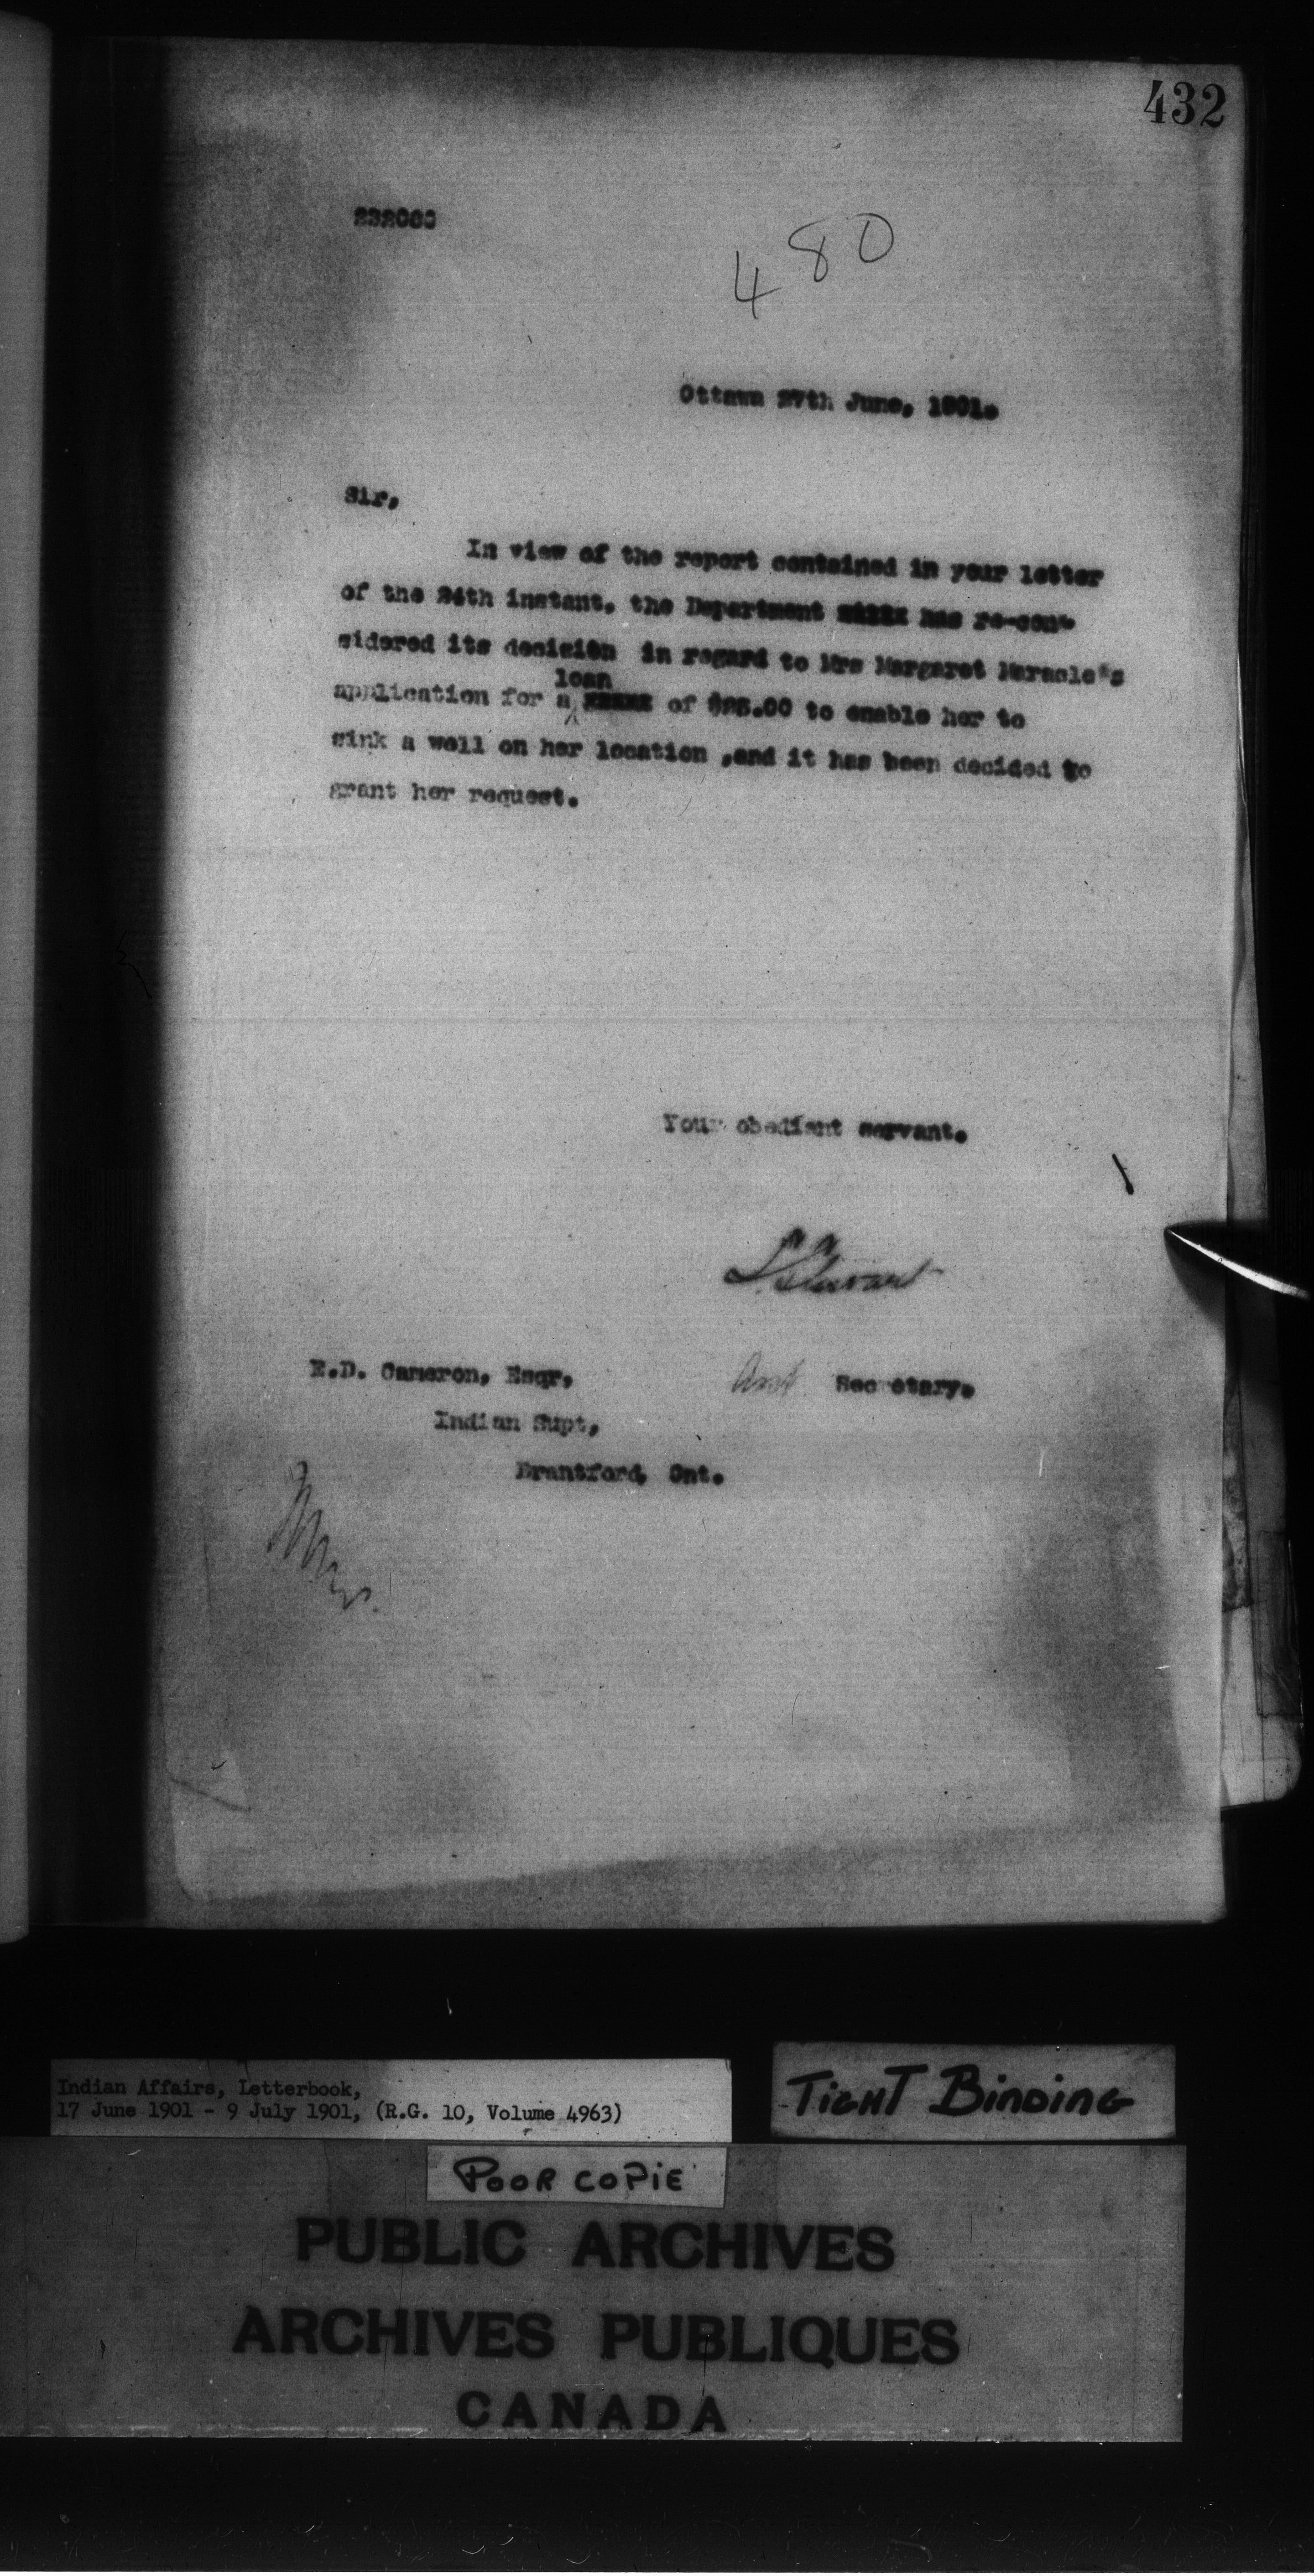 432
480
Ottawa 27th June, 1901.
Sir,
In view of the report contained in your letter
of the 24th instant, the Department has re-con-
sidered its decision in regard to Mrs Margaret Maracle's
loan
application for a of $25.00 to enable her to
sink a well on her location ,and it has been decided to
grant her request.
Your obedient servant.
Secretary.
E.D. Cameron, Esqr,
Indian Supt,
Brantford, Ont.
Indian Affairs, Letterbook,
17 June 1901 - 9 July 1901, (R.G. 10, Volume 4963)
TIGHT BINDING
POOR COPIE
PUBLIC ARCHIVES
ARCHIVES PUBLIQUES
CANADA